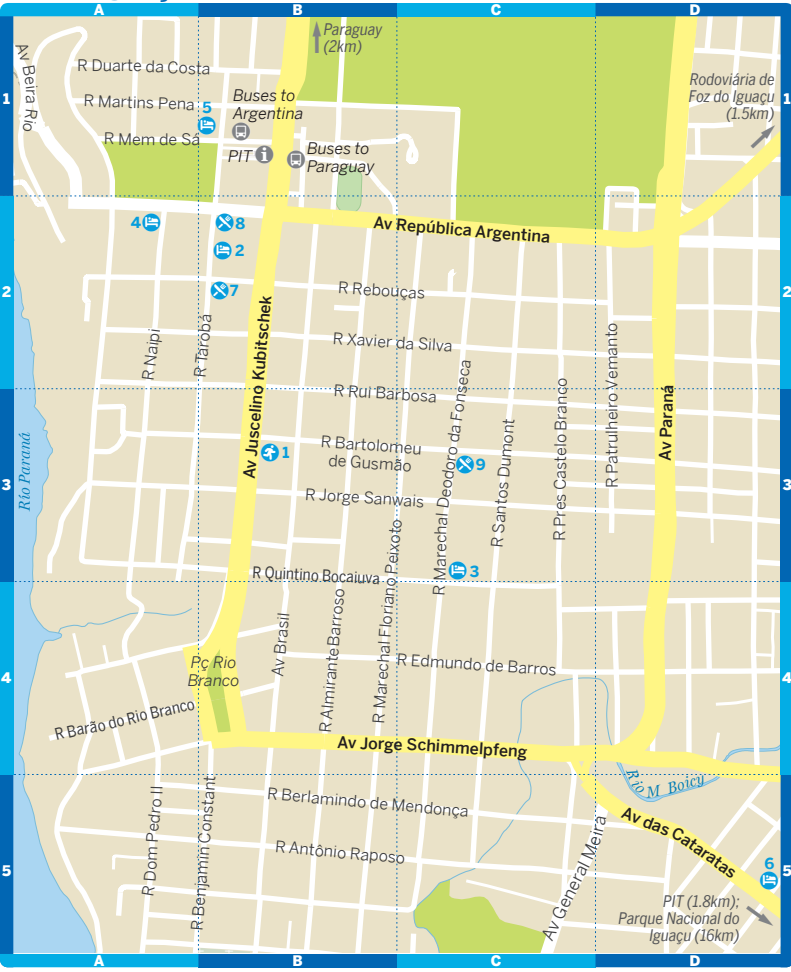 A
B
C
D
Paraguay
(2km)
Av Beira Rio
R Duarte da Costa
Rodoviária de
Foz do Iguaçu
(1.5km)
1
1
R Martins Pena
5
Buses to
Argentina
R Mem de Sá
PIT
Buses to
Paraguay
4
8
Av República Argentina
2
2
2
7
R Rebouças
R Naipi
R Tarobá
Av Juscelino Kubitschek
R Xavier da Silva
R Rui Barbosa
R Marechal Deodoro da Fonseca
R Santos Dumont
R Pres Castelo Branco
R Patrulheiro Vemanto
Av Paraná
Rio Paraná
1
R Bartolomeu
de Gusmão
9
3
3
R Jorge Sanwais
R Quintino Bocaiuva
3
Av Brasil
R Almirante Barroso
R Marechal Floriano Peixoto
Pç Rio
Branco
R Edmundo de Barros
4
4
R Barão do Rio Branco
Av Jorge Schimmelpfeng
Rio M Boicy
R Dom Pedro II
R Benjamin Constant
R Berlamindo de Mendonça
Av das Cataratas
R Antônio Raposo
Av General Meira
6
5
5
PIT (1.8km);
Parque Nacional do
Iguaçu (16km)
A
B
C
D